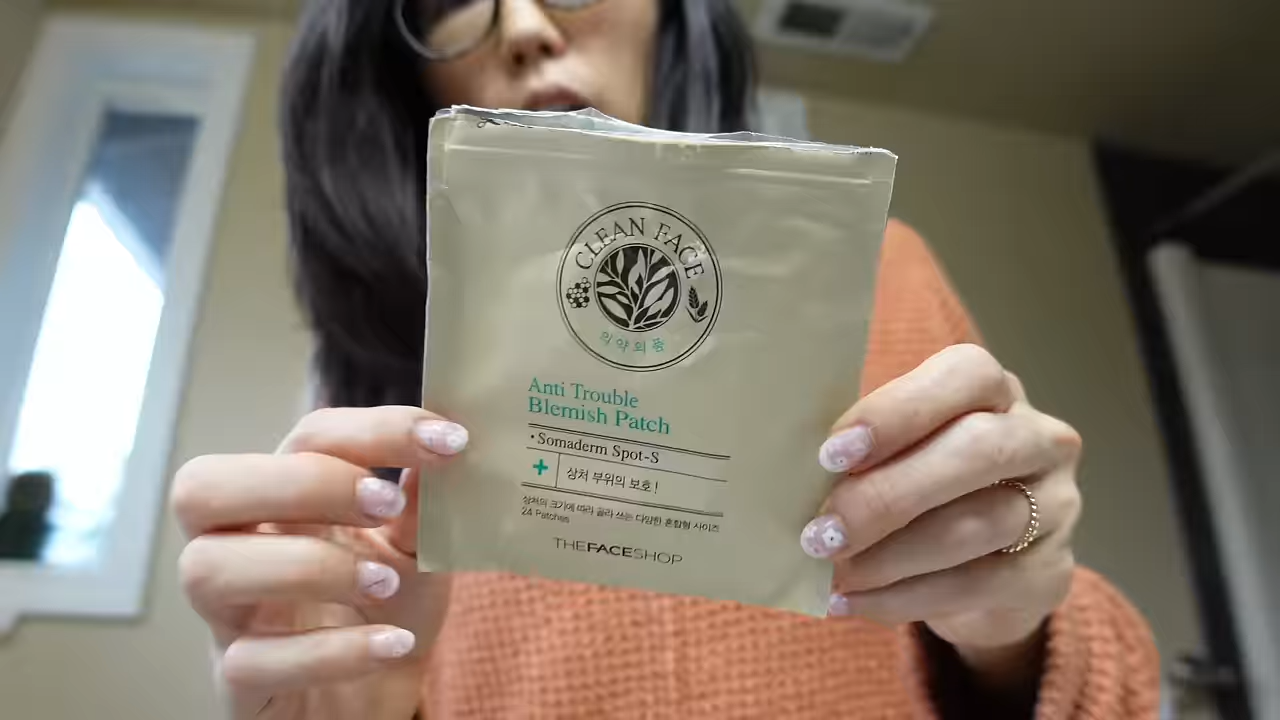 CLEAN FACE
의약외품
Anti Trouble
Blemish Patch
• Somaderm Spot-S
+ 상처 부위의 보호!
상처의 크기에 따라 골라 쓰는 다양한 혼합형 사이즈
24 Patches
THEFACESHOP